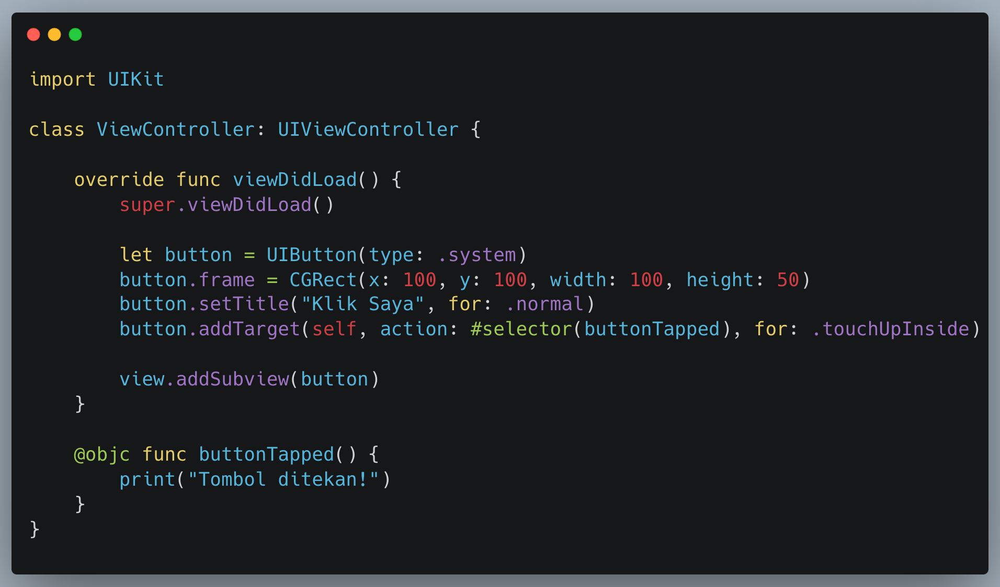 import UIKit

class ViewController: UIViewController {

    override func viewDidLoad() {
        super.viewDidLoad()

        let button = UIButton(type: .system)
        button.frame = CGRect(x: 100, y: 100, width: 100, height: 50)
        button.setTitle("Klik Saya", for: .normal)
        button.addTarget(self, action: #selector(buttonTapped), for: .touchUpInside)

        view.addSubview(button)
    }

    @objc func buttonTapped() {
        print("Tombol ditekan!")
    }
}